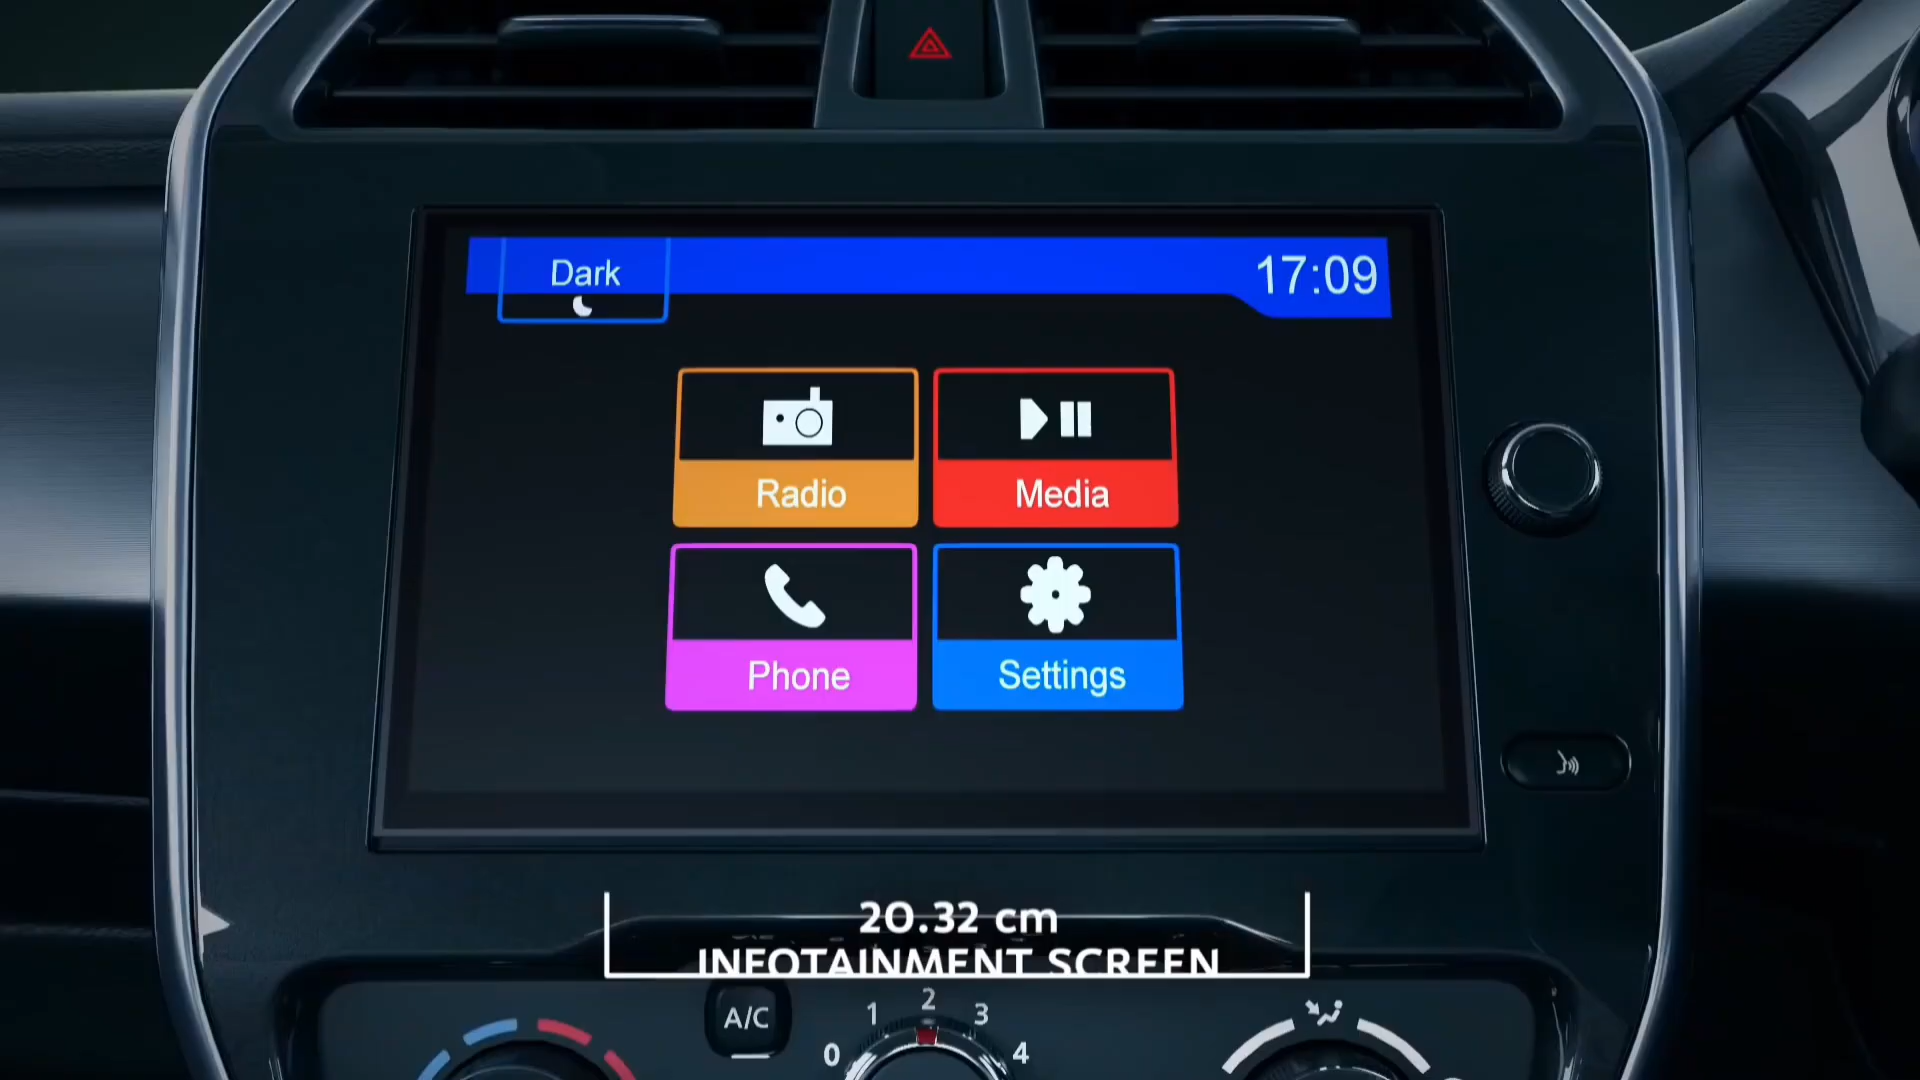 Dark
17:09
Radio
Media
Phone
Settings
20.32 cm
INFOTAINMENT SCREEN
A/C
0
1
2
3
4